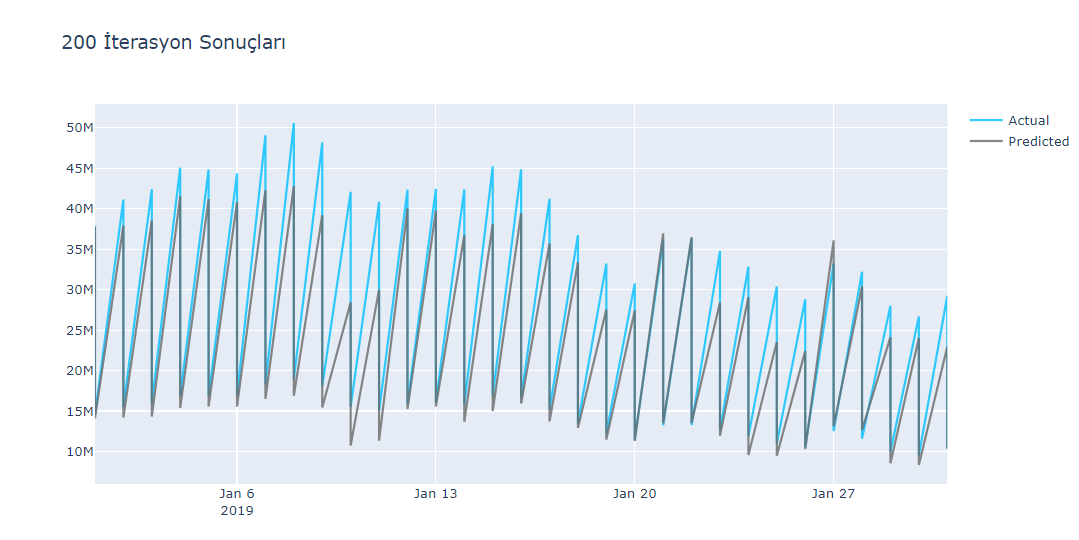 200 İterasyon Sonuçları
50M
45M
40M
35M
30M
25M
20M
15M
10M
Jan 6
2019
Jan 13
Jan 20
Jan 27
Actual
Predicted